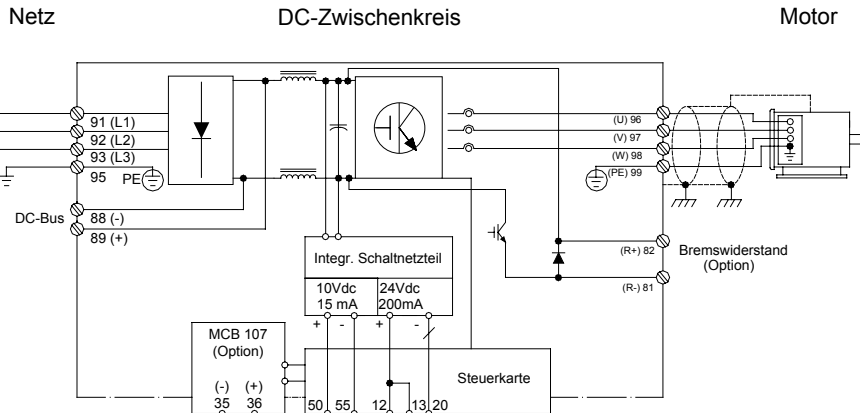 Netz DC-Zwischenkreis Motor
91 (L1)
92 (L2)
93 (L3)
95 PE
DC-Bus
88 (-)
89 (+)
(U) 96
(V) 97
(W) 98
(PE) 99
(R+) 82
(R-) 81
Bremswiderstand
(Option)
Integr. Schaltnetzteil
10Vdc 24Vdc
15 mA 200mA
+ - + -
MCB 107
(Option)
(-) (+)
35 36
Steuerkarte
50 55 12 13 20